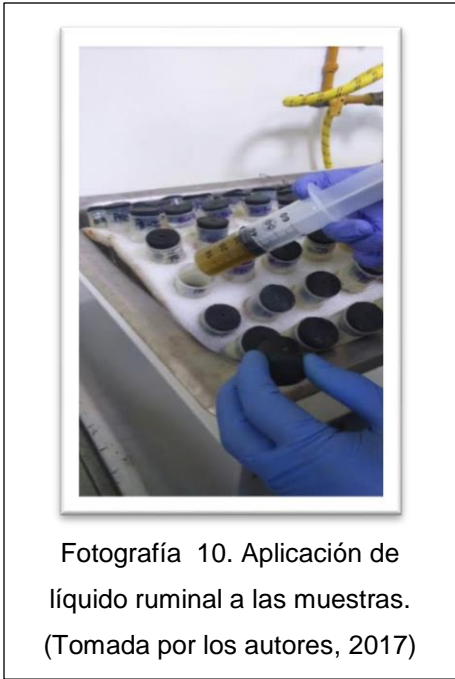 Fotografía 10. Aplicación de
líquido ruminal a las muestras.
(Tomada por los autores, 2017)